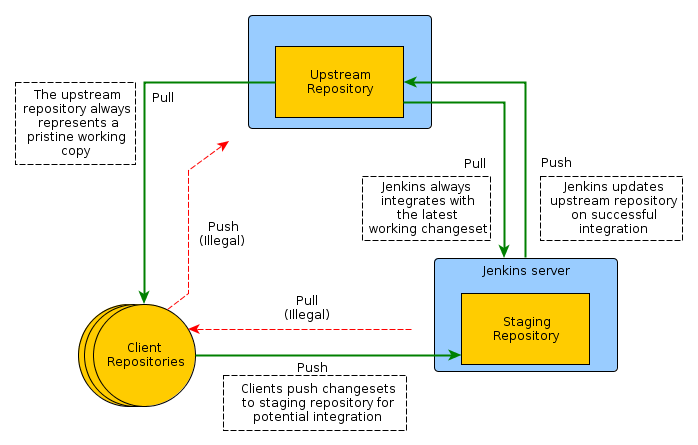 Upstream
Repository
Pull
The upstream
repository always
represents a
pristine working
copy
Pull
Push
Jenkins always
integrates with
the latest
working changeset
Jenkins updates
upstream repository
on successful
integration
Push
(Illegal)
Jenkins server
Pull
(Illegal)
Staging
Repository
Client
Repositories
Push
Clients push changesets
to staging repository for
potential integration